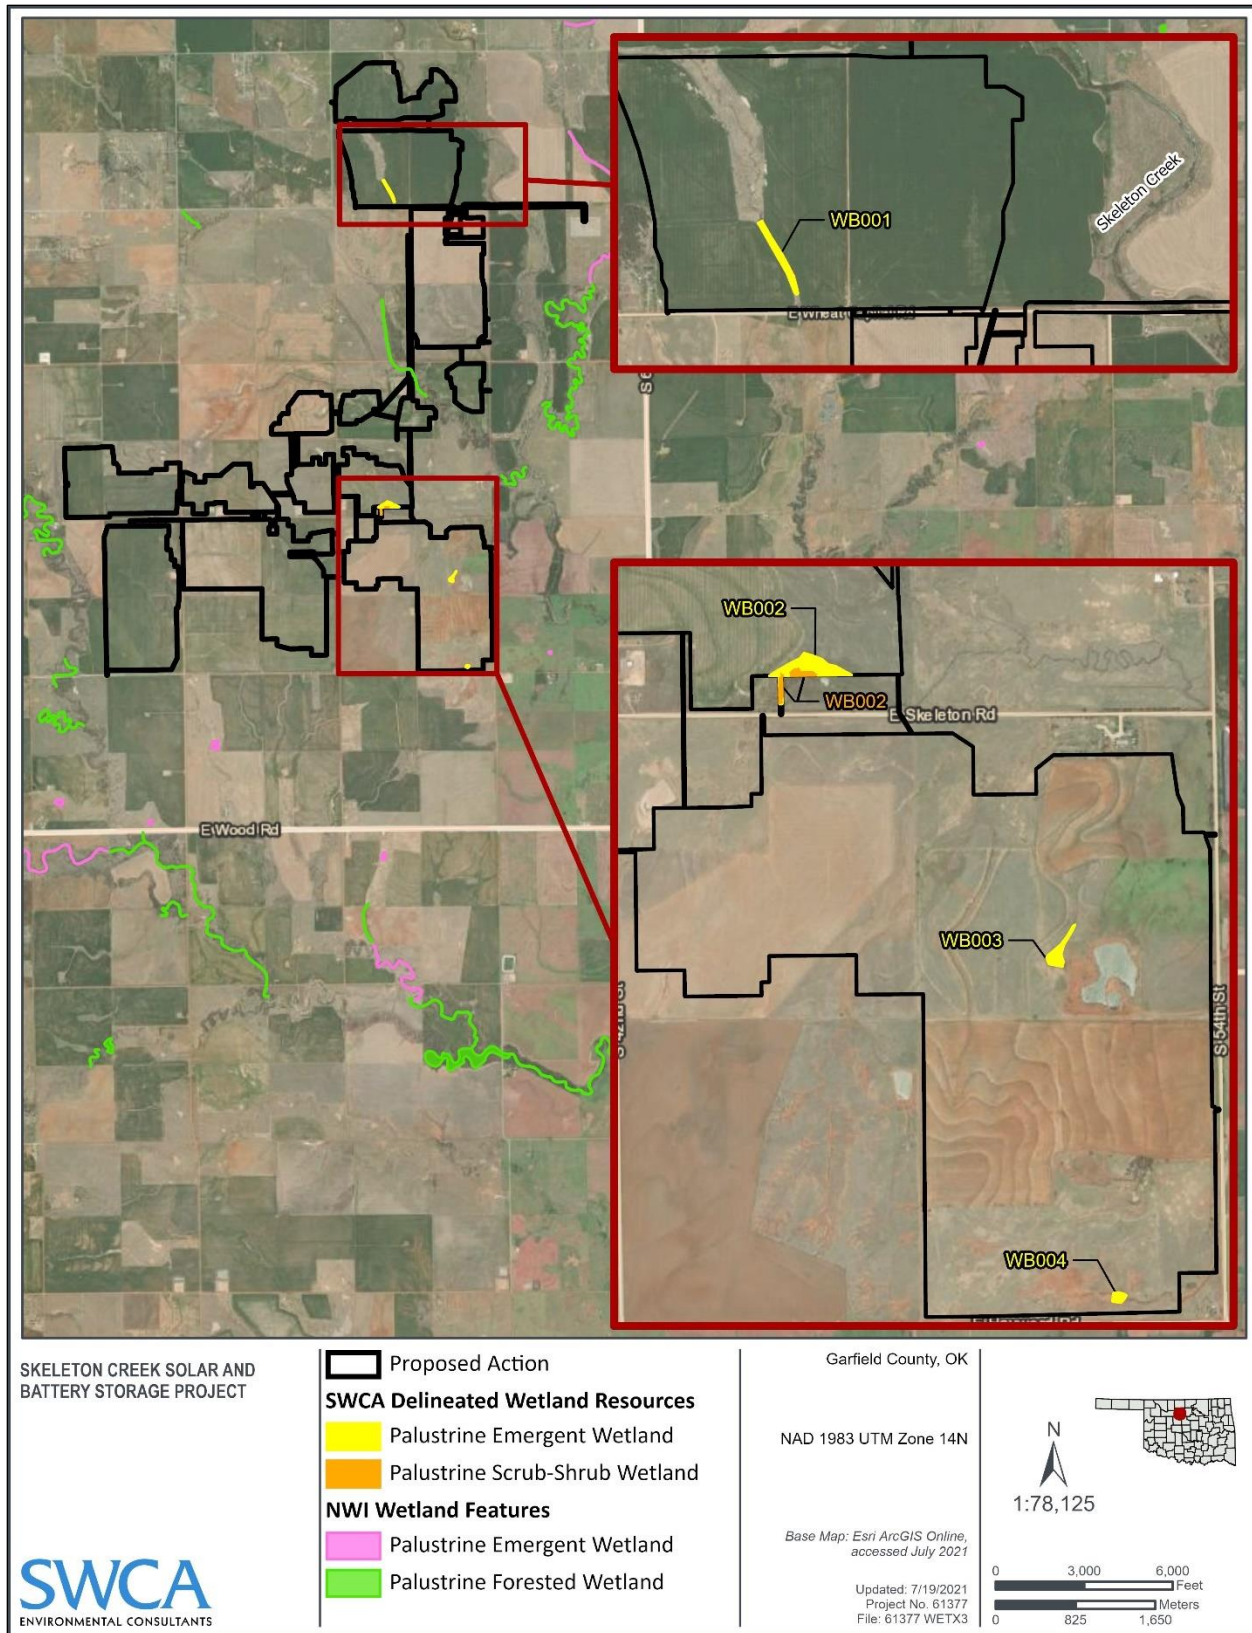 WB001
Skeleton Creek
WB002
WB002
E Skeleton Rd
WB003
S 54th St
WB004
E Wood Rd
SKELETON CREEK SOLAR AND
BATTERY STORAGE PROJECT
SWCA
ENVIRONMENTAL CONSULTANTS
Proposed Action
SWCA Delineated Wetland Resources
Palustrine Emergent Wetland
Palustrine Scrub-Shrub Wetland
NWI Wetland Features
Palustrine Emergent Wetland
Palustrine Forested Wetland
Garfield County, OK
NAD 1983 UTM Zone 14N
Base Map: Esri ArcGIS Online,
accessed July 2021
Updated: 7/19/2021
Project No. 61377
File: 61377 WETX3
N
1:78,125
0 3,000 6,000
Feet
Meters
0 825 1,650